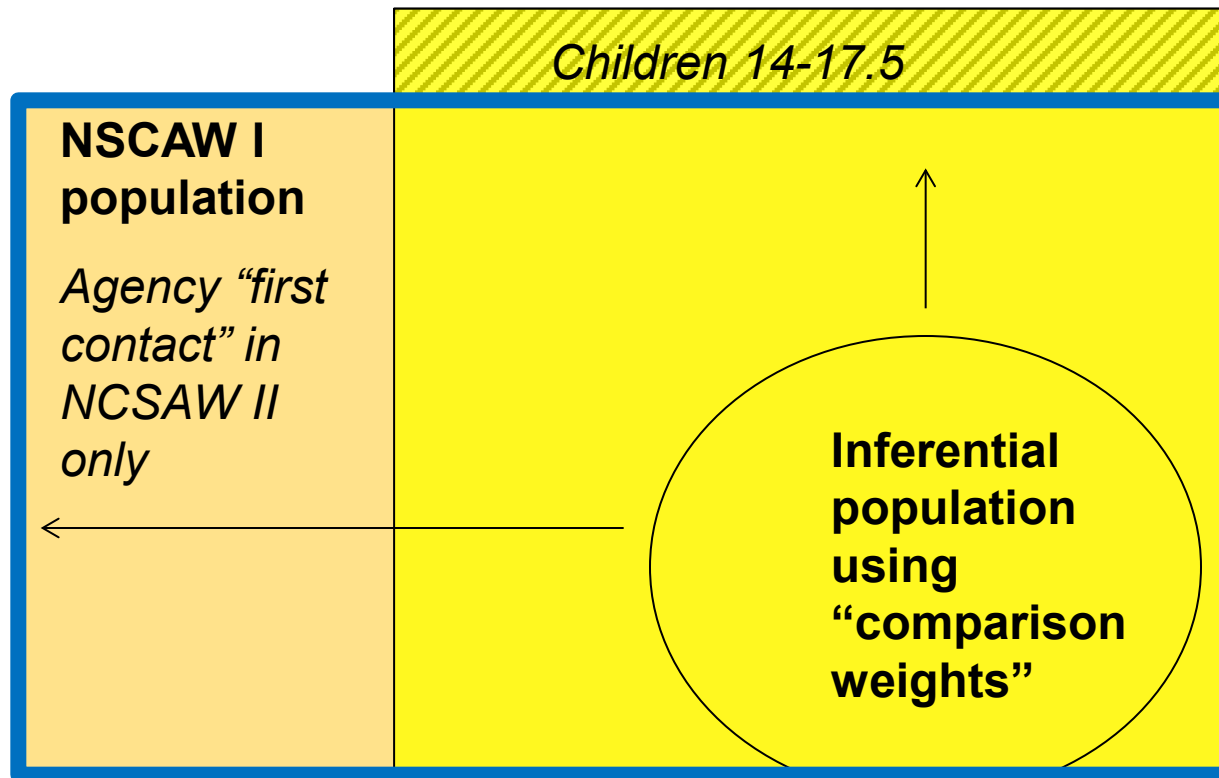 Children 14-17.5
NSCAW I
population
Agency “first
contact” in
NCSAW II
only
Inferential
population
using
“comparison
weights”